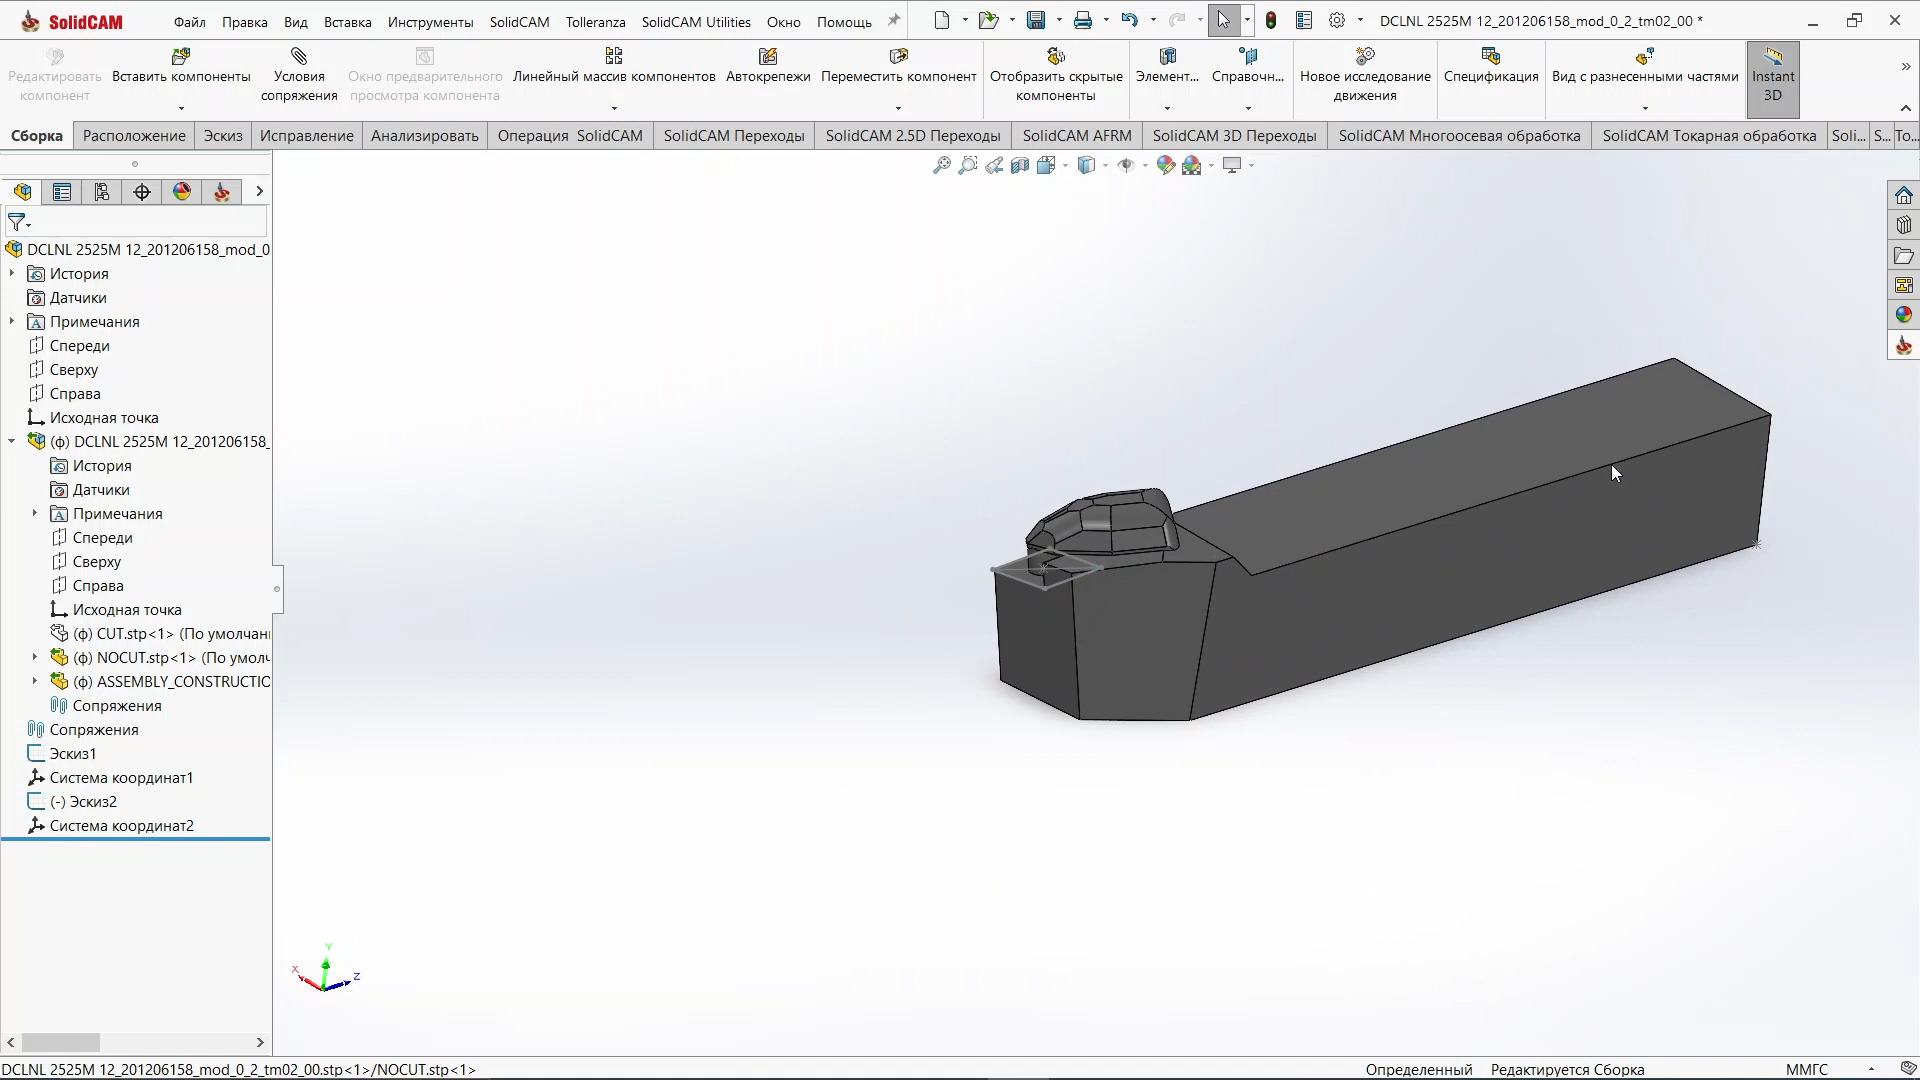 SolidCAM
Файл
Правка
Вид
Вставка
Инструменты
SolidCAM
Tolleranza
SolidCAM Utilities
Окно
Помощь
DCLNL 2525M 12_201206158_mod_0_2_tm02_00 *
Редактировать
компонент
Вставить компоненты
Условия
сопряжения
Окно предварительного
просмотра компонента
Линейный массив компонентов
Автокрепежи
Переместить компонент
Отобразить скрытые
компоненты
Элемент...
Справочн...
Новое исследование
движения
Спецификация
Вид с разнесенными частями
Instant
3D
Сборка
Расположение
Эскиз
Исправление
Анализировать
Операция SolidCAM
SolidCAM Переходы
SolidCAM 2.5D Переходы
SolidCAM AFRM
SolidCAM 3D Переходы
SolidCAM Многоосевая обработка
SolidCAM Токарная обработка
Soli...
S...
To...
DCLNL 2525M 12_201206158_mod_0
История
Датчики
Примечания
Спереди
Сверху
Справа
Исходная точка
(ф) DCLNL 2525M 12_201206158_
История
Датчики
Примечания
Спереди
Сверху
Справа
Исходная точка
(ф) CUT.stp<1> (По умолчан
(ф) NOCUT.stp<1> (По умолч
(ф) ASSEMBLY_CONSTRUCTIO
Сопряжения
Сопряжения
Эскиз1
Система координат1
(-) Эскиз2
Система координат2
Y
X
Z
DCLNL 2525M 12_201206158_mod_0_2_tm02_00.stp<1>/NOCUT.stp<1>
Определенный
Редактируется Сборка
ММГС